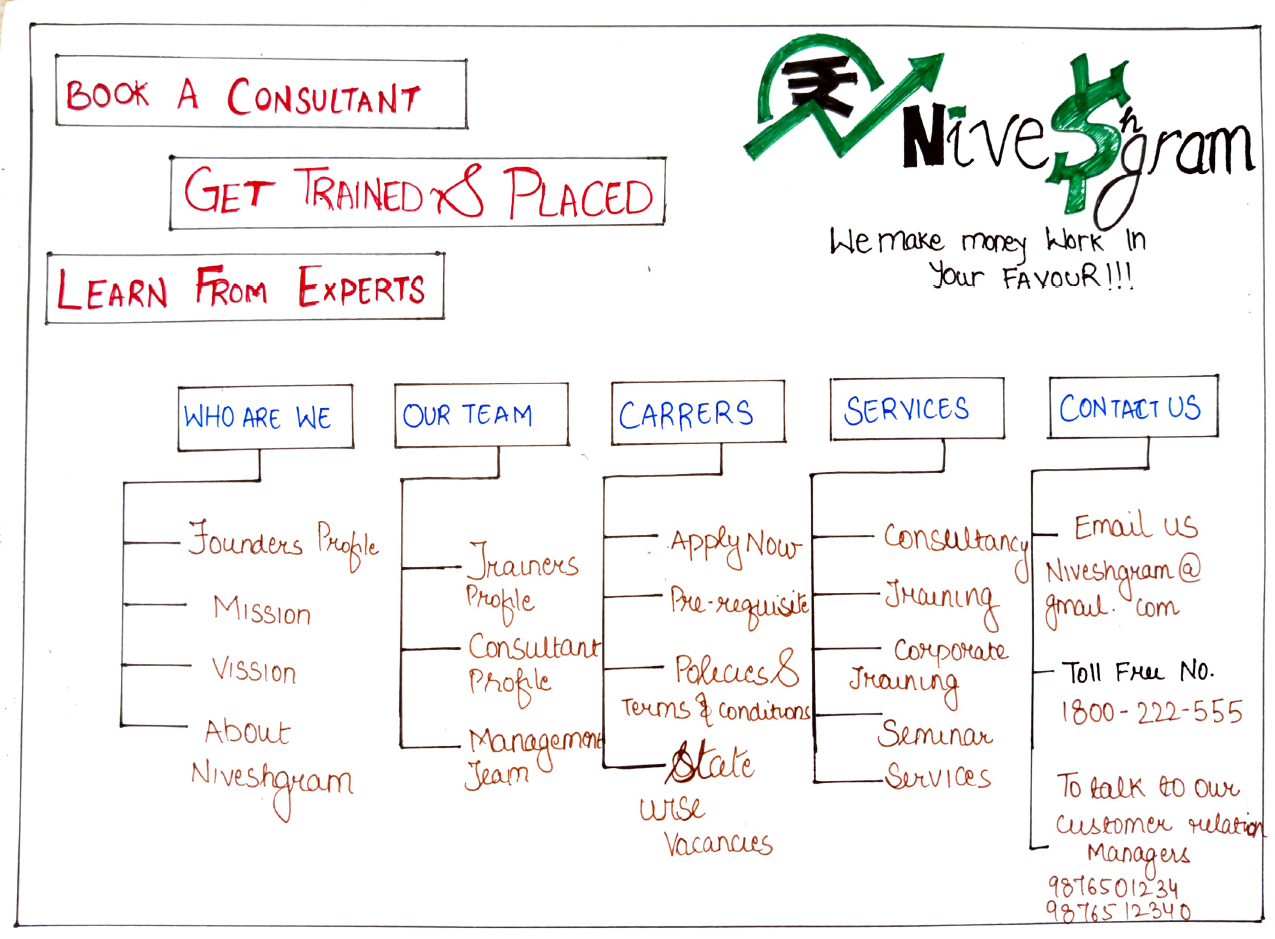 BOOK A CONSULTANT
GET TRAINED & PLACED
LEARN FROM EXPERTS
Nive$hgram
We make money Work In
Your FAVOUR!!!
WHO ARE WE
Founders Profile
Mission
Vission
About
Niveshgram
OUR TEAM
Trainers
Profile
Consultant
Profile
Management
Team
CARRERS
Apply Now
Pre-requisite
Policies &
Terms & Conditions
State
wise
Vacancies
SERVICES
Consultancy
Training
Corporate
Training
Seminar
Services
CONTACT US
Email us
Niveshgram@
gmail. com
Toll Free No.
1800-222-555
To talk to our
Customer relation
Managers
9876501234
9876512340